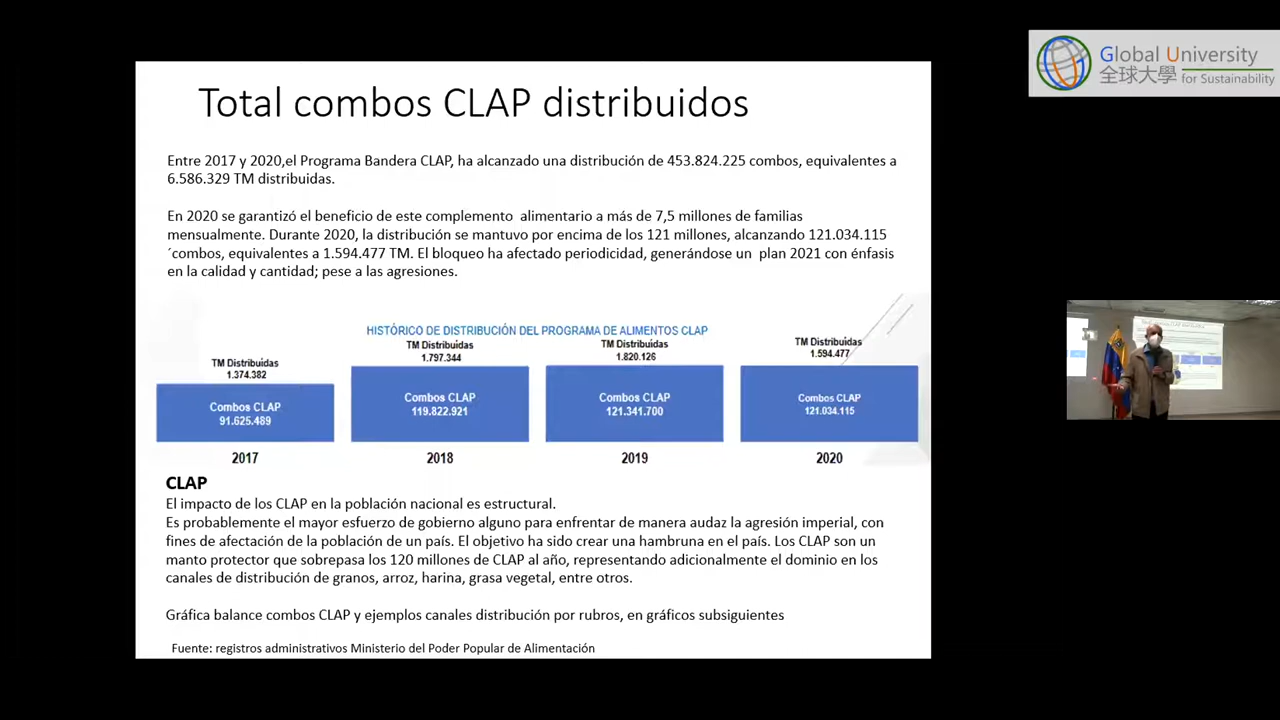 Global University
全球大學 for Sustainability
Total combos CLAP distribuidos
Entre 2017 y 2020,el Programa Bandera CLAP, ha alcanzado una distribución de 453.824.225 combos, equivalentes a
6.586.329 TM distribuidas.
En 2020 se garantizó el beneficio de este complemento alimentario a más de 7,5 millones de familias
mensualmente. Durante 2020, la distribución se mantuvo por encima de los 121 millones, alcanzando 121.034.115
´combos, equivalentes a 1.594.477 TM. El bloqueo ha afectado periodicidad, generándose un plan 2021 con énfasis
en la calidad y cantidad; pese a las agresiones.
HISTÓRICO DE DISTRIBUCIÓN DEL PROGRAMA DE ALIMENTOS CLAP
TM Distribuidas
1.374.382
Combos CLAP
91.625.489
2017
TM Distribuidas
1.797.344
Combos CLAP
119.822.921
2018
TM Distribuidas
1.820.126
Combos CLAP
121.341.700
2019
TM Distribuidas
1.594.477
Combos CLAP
121.034.115
2020
CLAP
El impacto de los CLAP en la población nacional es estructural.
Es probablemente el mayor esfuerzo de gobierno alguno para enfrentar de manera audaz la agresión imperial, con
fines de afectación de la población de un país. El objetivo ha sido crear una hambruna en el país. Los CLAP son un
manto protector que sobrepasa los 120 millones de CLAP al año, representando adicionalmente el dominio en los
canales de distribución de granos, arroz, harina, grasa vegetal, entre otros.
Gráfica balance combos CLAP y ejemplos canales distribución por rubros, en gráficos subsiguientes
Fuente: registros administrativos Ministerio del Poder Popular de Alimentación